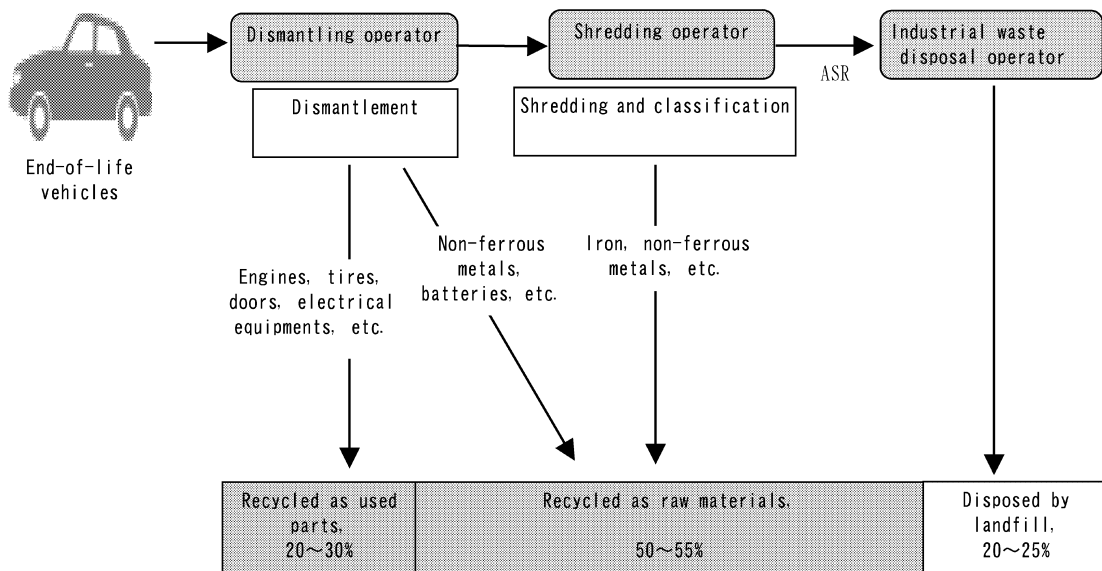 Dismantling operator
Shredding operator
Industrial waste
disposal operator
ASR
Dismantlement
Shredding and classification
End-of-life
vehicles
Engines, tires,
doors, electrical
equipments, etc.
Non-ferrous
metals,
batteries, etc.
Iron, non-ferrous
metals, etc.
Recycled as used
parts,
20～30%
Recycled as raw materials,
50～55%
Disposed by
landfill,
20～25%